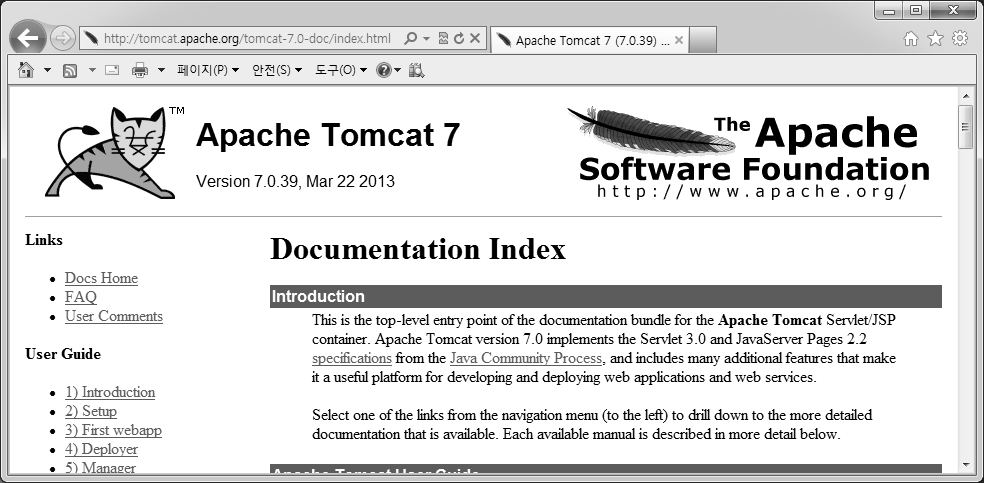 http://tomcat.apache.org/tomcat-7.0-doc/index.html
Apache Tomcat 7 (7.0.39) ...
페이지(P)
안전(S)
도구(O)
TM
Apache Tomcat 7
Version 7.0.39, Mar 22 2013
The Apache
Software Foundation
http://www.apache.org/
Links
Docs Home
FAQ
User Comments
User Guide
1) Introduction
2) Setup
3) First webapp
4) Deployer
5) Manager
Documentation Index
Introduction
This is the top-level entry point of the documentation bundle for the Apache Tomcat Servlet/JSP
container. Apache Tomcat version 7.0 implements the Servlet 3.0 and JavaServer Pages 2.2
specifications from the Java Community Process, and includes many additional features that make
it a useful platform for developing and deploying web applications and web services.
Select one of the links from the navigation menu (to the left) to drill down to the more detailed
documentation that is available. Each available manual is described in more detail below.
Apache Tomcat User Guide